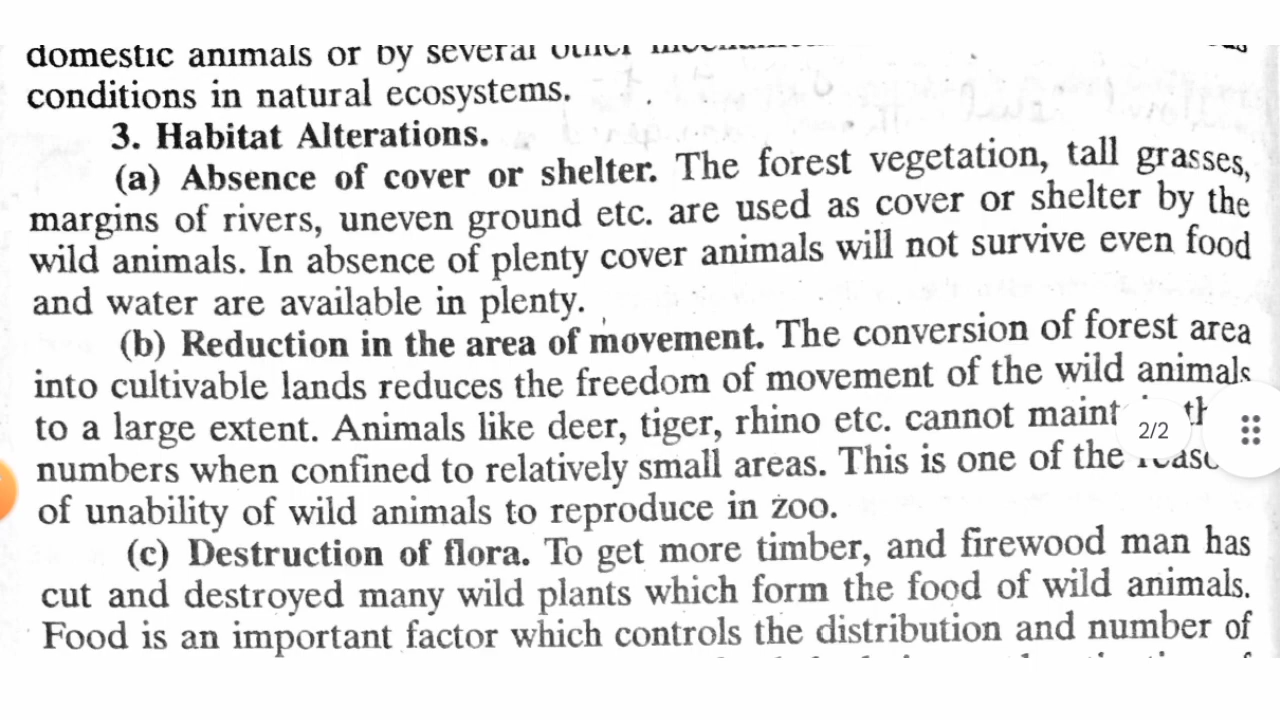 domestic animals or by several other
conditions in natural ecosystems.
3. Habitat Alterations.
(a) Absence of cover or shelter. The forest vegetation, tall grasses,
margins of rivers, uneven ground etc. are used as cover or shelter by the
wild animals. In absence of plenty cover animals will not survive even food
and water are available in plenty.
(b) Reduction in the area of movement. The conversion of forest area
into cultivable lands reduces the freedom of movement of the wild animals
to a large extent. Animals like deer, tiger, rhino etc. cannot
2/2
numbers when confined to relatively small areas. This is one of the
of unability of wild animals to reproduce in zoo.
(c) Destruction of flora. To get more timber, and firewood man has
cut and destroyed many wild plants which form the food of wild animals.
Food is an important factor which controls the distribution and number of